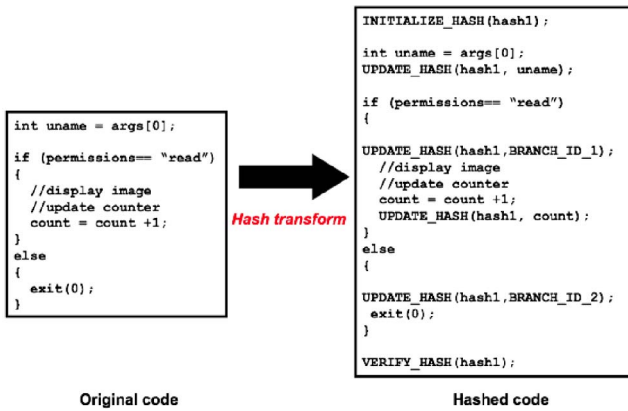 int uname = args[0];
if (permissions== “read”)
{
//display image
//update counter
count = count +1;
}
else
{
exit(0);
}
Original code
Hash transform
INITIALIZE_HASH(hash1);
int uname = args[0];
UPDATE_HASH(hash1, uname);
if (permissions== “read”)
{
UPDATE_HASH(hash1,BRANCH_ID_1);
//display image
//update counter
count = count +1;
UPDATE_HASH(hash1, count);
}
else
{
UPDATE_HASH(hash1,BRANCH_ID_2);
exit(0);
}
VERIFY_HASH(hash1);
Hashed code